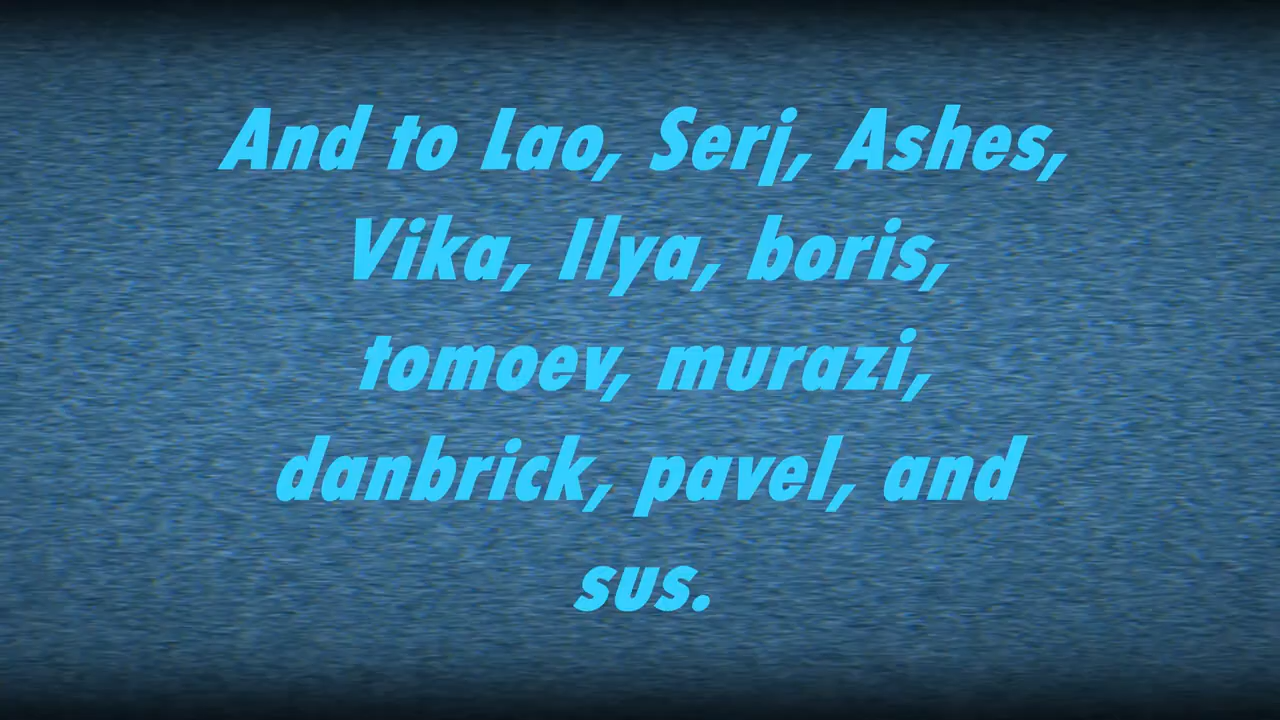 And to Lao, Serj, Ashes,
Vika, Ilya, boris,
tomoev, murazi,
danbrick, pavel, and
sus.